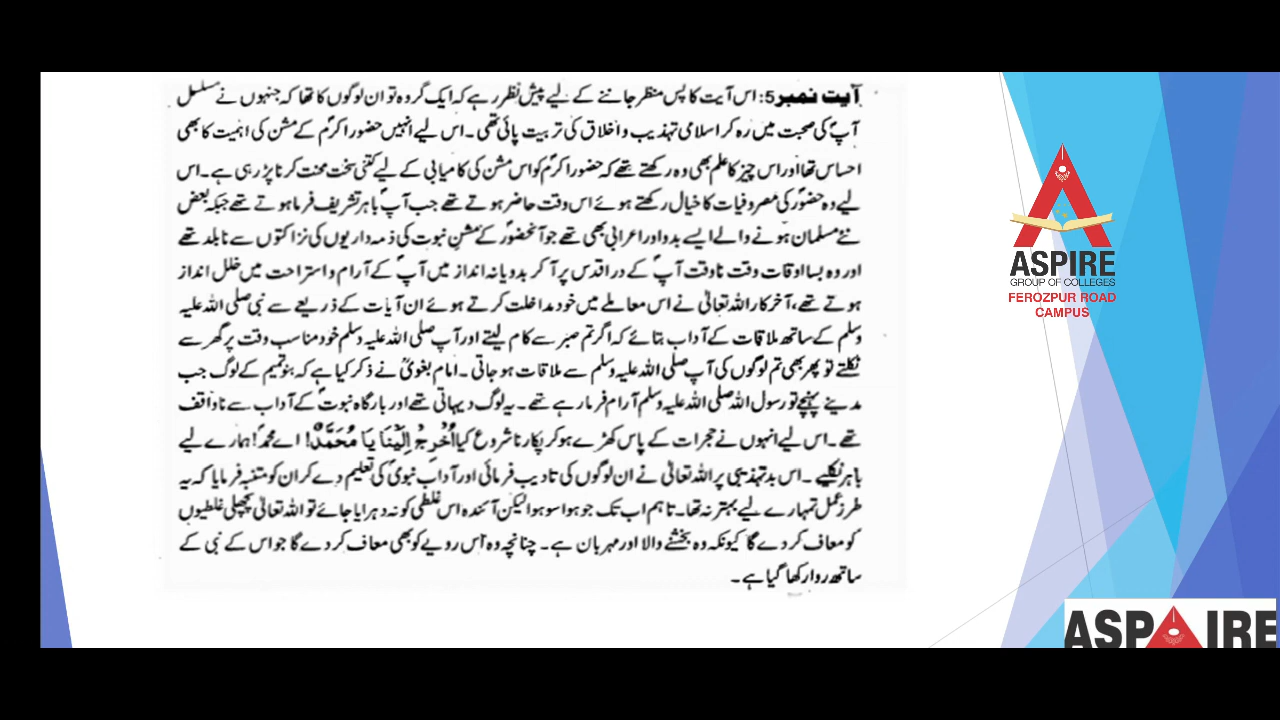 آیت نمبر5: اس آیت کا پس منظر جاننے کے لیے پیش نظر رہے کہ ایک گروہ تو ان لوگوں کا تھا کہ جنہوں نے مسلسل
آپؐ کی صحبت میں رہ کر اسلامی تہذیب و اخلاق کی تربیت پائی تھی۔ اس لیے انہیں حضور اکرمؐ کے مشن کی اہمیت کا بھی
احساس تھا اور اس چیز کا علم بھی وہ رکھتے تھے کہ حضور اکرمؐ کو اس مشن کی کامیابی کے لیے کتنی سخت محنت کرنا پڑ رہی ہے۔ اس
لیے وہ حضورؐ کی مصروفیات کا خیال رکھتے ہوئے اس وقت حاضر ہوتے تھے جب آپؐ باہر تشریف فرما ہوتے تھے جبکہ بعض
نئے مسلمان ہونے والے ایسے بدو اور اعرابی بھی تھے جو آنحضورؐ کے مشنِ نبوت کی ذمہ داریوں کی نزاکتوں سے نابلد تھے
اور وہ بسا اوقات وقت ناوقت آپؐ کے در اقدس پر آ کر بدویانہ انداز میں آپؐ کے آرام و استراحت میں خلل انداز
ہوتے تھے، آخر کار اللہ تعالیٰ نے اس معاملے میں خود مداخلت کرتے ہوئے ان آیات کے ذریعے سے نبی صلی اللہ علیہ
وسلم کے ساتھ ملاقات کے آداب بتائے کہ اگر تم صبر سے کام لیتے اور آپ صلی اللہ علیہ وسلم خود مناسب وقت پر گھر سے
نکلتے تو پھر بھی تم لوگوں کی آپ صلی اللہ علیہ وسلم سے ملاقات ہو جاتی۔ امام بغویؒ نے ذکر کیا ہے کہ بنو تمیم کے لوگ جب
مدینے پہنچے تو رسول اللہ صلی اللہ علیہ وسلم آرام فرما رہے تھے۔ یہ لوگ دیہاتی تھے اور بارگاہ نبوتؐ کے آداب سے ناواقف
تھے۔ اس لیے انہوں نے حجرات کے پاس کھڑے ہو کر پکارنا شروع کیا اُخْرِجْ اِلَیْنَا یَا مُحَمَّدُ! اے محمدؐ! ہمارے لیے
باہر نکلیے۔ اس بدتہذیبی پر اللہ تعالیٰ نے ان لوگوں کی تادیب فرمائی اور آداب نبویؐ کی تعلیم دے کر ان کو متنبہ فرمایا کہ یہ
طرز عمل تمہارے لیے بہتر نہ تھا۔ تاہم اب تک جو ہوا سو ہوا لیکن آئندہ اس غلطی کو نہ دہرایا جائے تو اللہ تعالیٰ پچھلی غلطیوں
کو معاف کر دے گا کیونکہ وہ بخشنے والا اور مہربان ہے۔ چنانچہ وہ اس رویے کو بھی معاف کر دے گا جو اس کے نبی کے
ساتھ روا رکھا گیا ہے۔
ASPIRE
GROUP OF COLLEGES
FEROZPUR ROAD
CAMPUS
ASPIRE